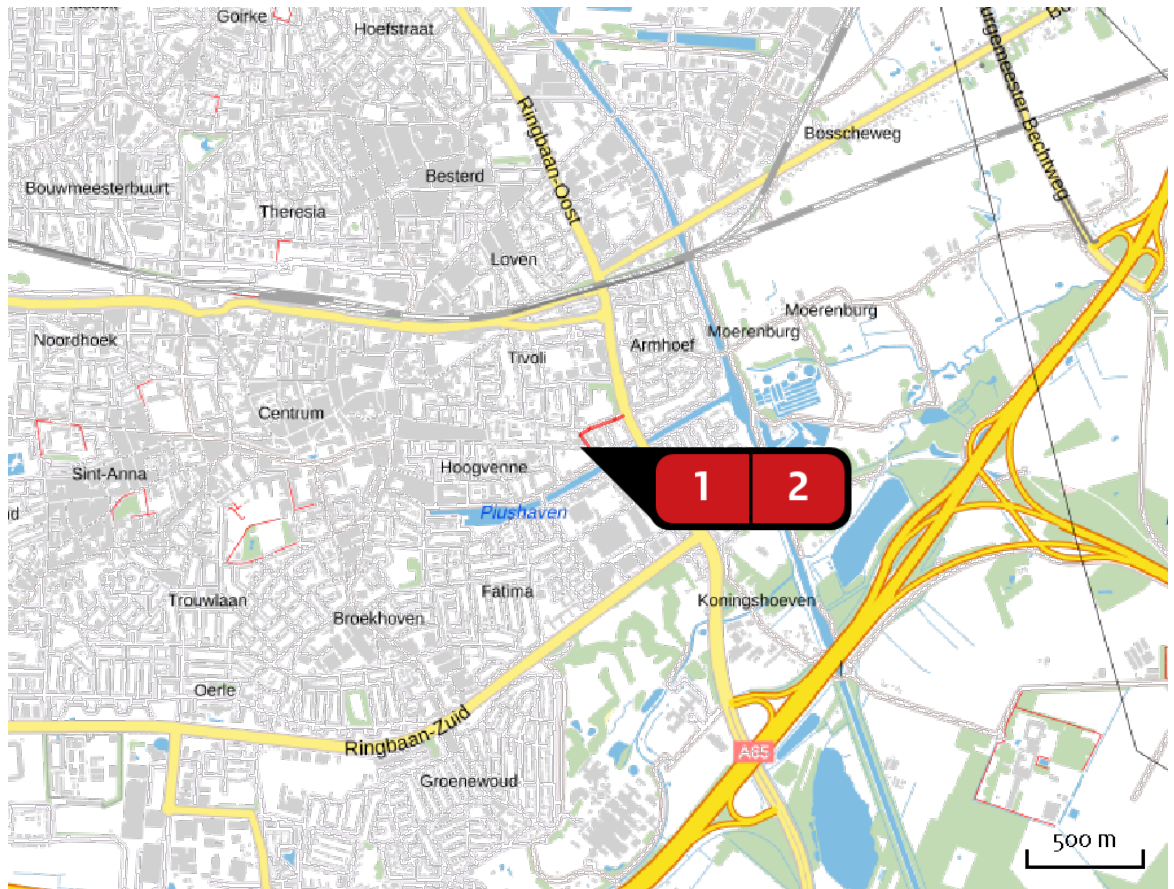 Goirke
Hoefstraat
Burgemeester Bechtweg
Ringbaan-Oost
Bosscheweg
Besterd
Bouwmeesterbuurt
Theresia
Loven
Moerenburg
Moerenburg
Noordhoek
Armhoef
Tivoli
Centrum
Hoogvenne
Sint-Anna
1 2
Piushaven
Fatima
Trouwlaan
Koningshoeven
Broekhoven
Oerle
Ringbaan-Zuid
A65
Groenewoud
500 m